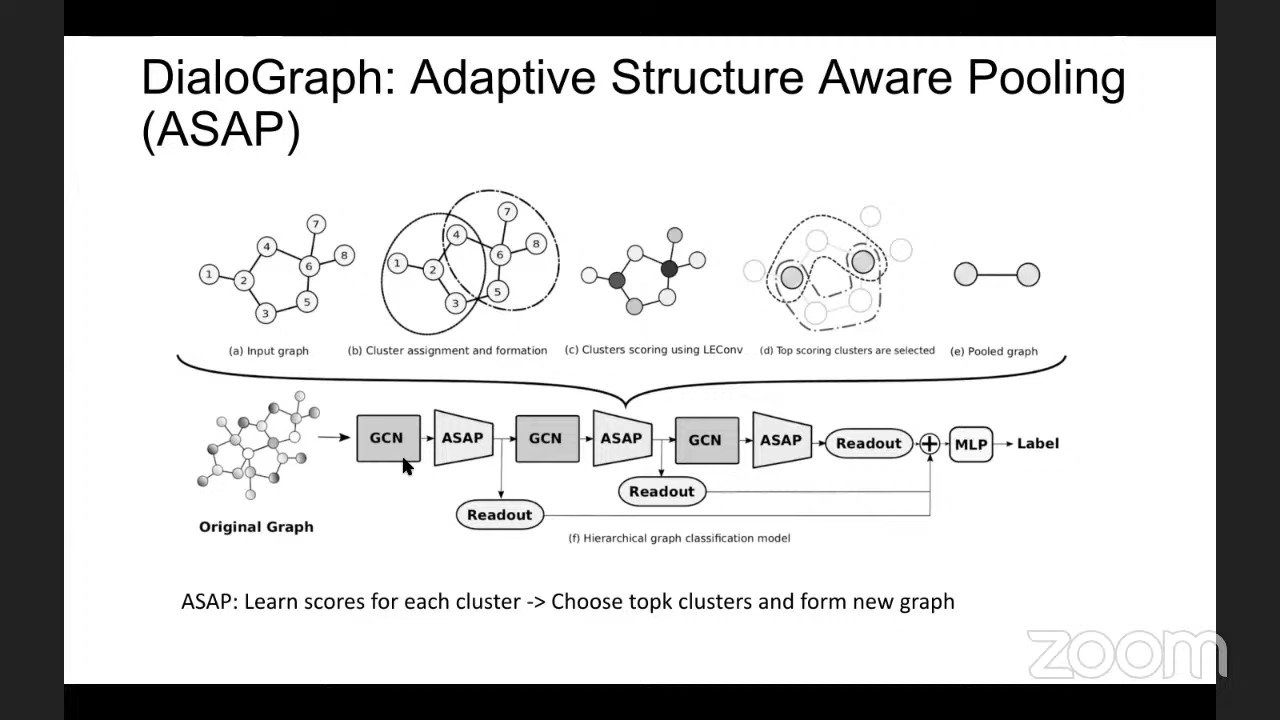 DialoGraph: Adaptive Structure Aware Pooling
(ASAP)
1 2 3 4 5 6 7 8
1 2 3 4 5 6 7 8
(a) Input graph
(b) Cluster assignment and formation
(c) Clusters scoring using LEConv
(d) Top scoring clusters are selected
(e) Pooled graph
GCN
ASAP
GCN
ASAP
GCN
ASAP
Readout
+
MLP
Label
Readout
Readout
Original Graph
(f) Hierarchical graph classification model
ASAP: Learn scores for each cluster -> Choose topk clusters and form new graph
zoom